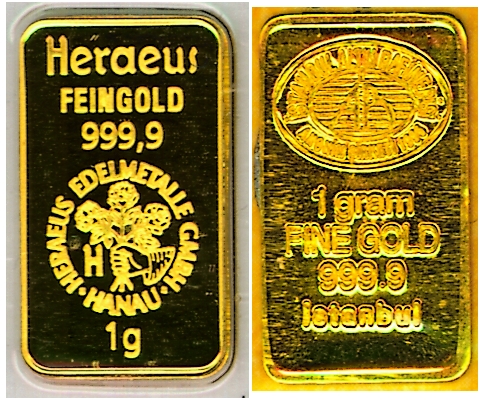 Heraeus
FEINGOLD
999,9
HERAEUS EDELMETALLE GMBH
H
· HANAU ·
1g
1 gram
FINE GOLD
999.9
istanbul